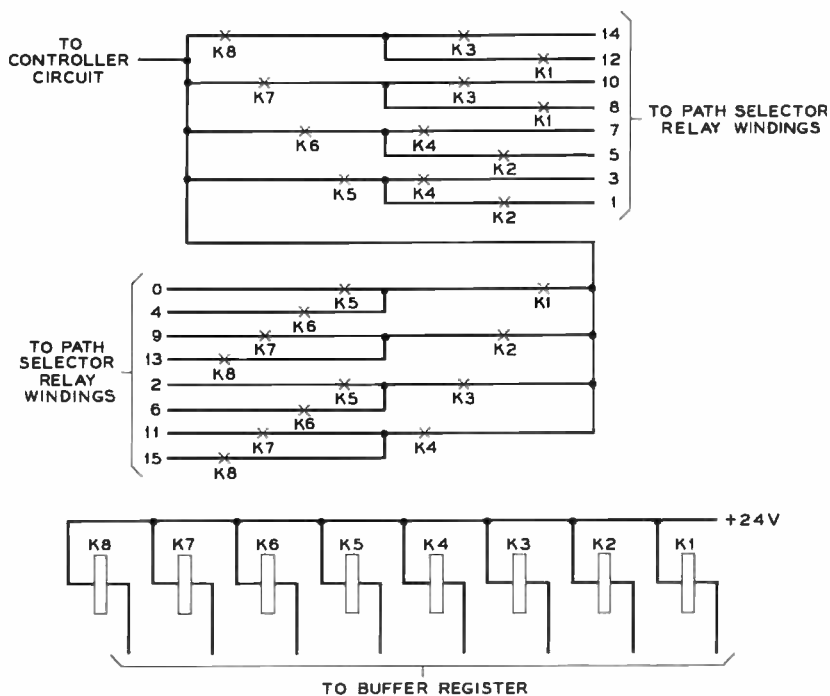 TO
CONTROLLER
CIRCUIT
K8
K3
14
K1
12
K7
K3
10
K1
8
K6
K4
7
K2
5
K5
K4
3
K2
1
TO PATH SELECTOR
RELAY WINDINGS
TO PATH
SELECTOR
RELAY
WINDINGS
0
K5
K1
4
K6
9
K7
K2
13
K8
2
K5
K3
6
K6
11
K7
K4
15
K8
+24V
K8 K7 K6 K5 K4 K3 K2 K1
TO BUFFER REGISTER